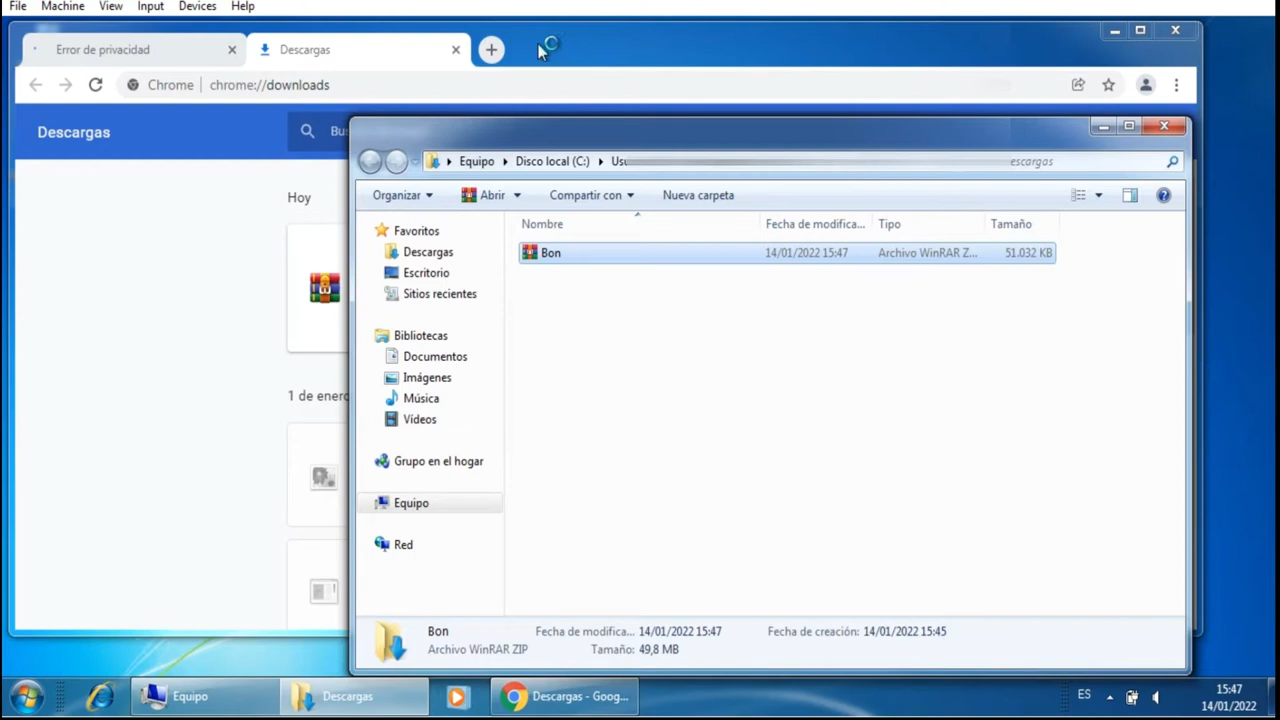 File Machine View Input Devices Help
Error de privacidad Descargas
Chrome chrome://downloads
Descargas
Equipo Disco local (C:) escargas
Organizar Abrir Compartir con Nueva carpeta
Hoy
Nombre Fecha de modifica... Tipo Tamaño
Favoritos
Bon 14/01/2022 15:47 Archivo WinRAR Z... 51.032 KB
Descargas
Escritorio
Sitios recientes
Bibliotecas
Documentos
Imágenes
1 de enero
Música
Vídeos
Grupo en el hogar
Equipo
Red
Bon Fecha de modifica... 14/01/2022 15:47 Fecha de creación: 14/01/2022 15:45
Archivo WinRAR ZIP Tamaño: 49,8 MB
Equipo Descargas Descargas - Goog... ES 15:47
14/01/2022